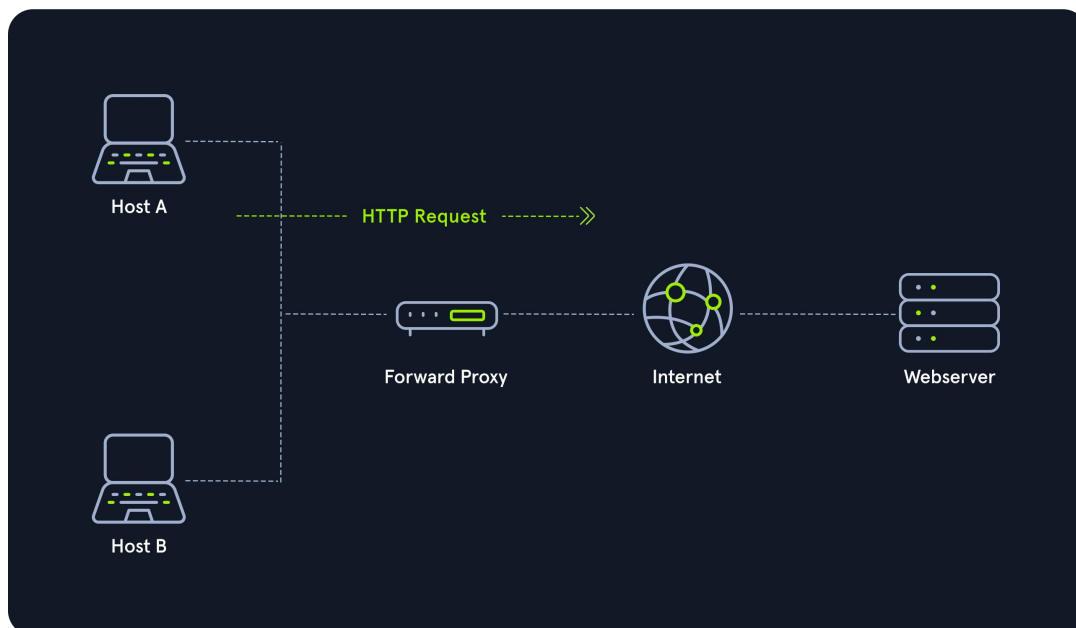 Host A
HTTP Request
Forward Proxy
Internet
Webserver
Host B